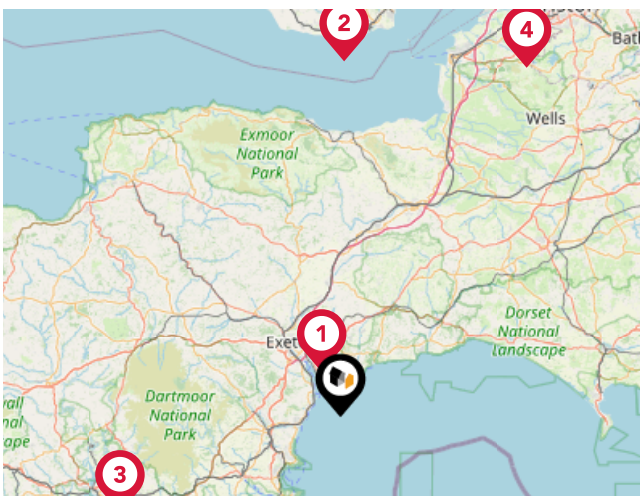 2
4
Bath
Wells
Exmoor
National
Park
1
Exet
Dorset
National
Landscape
Dartmoor
National
Park
3